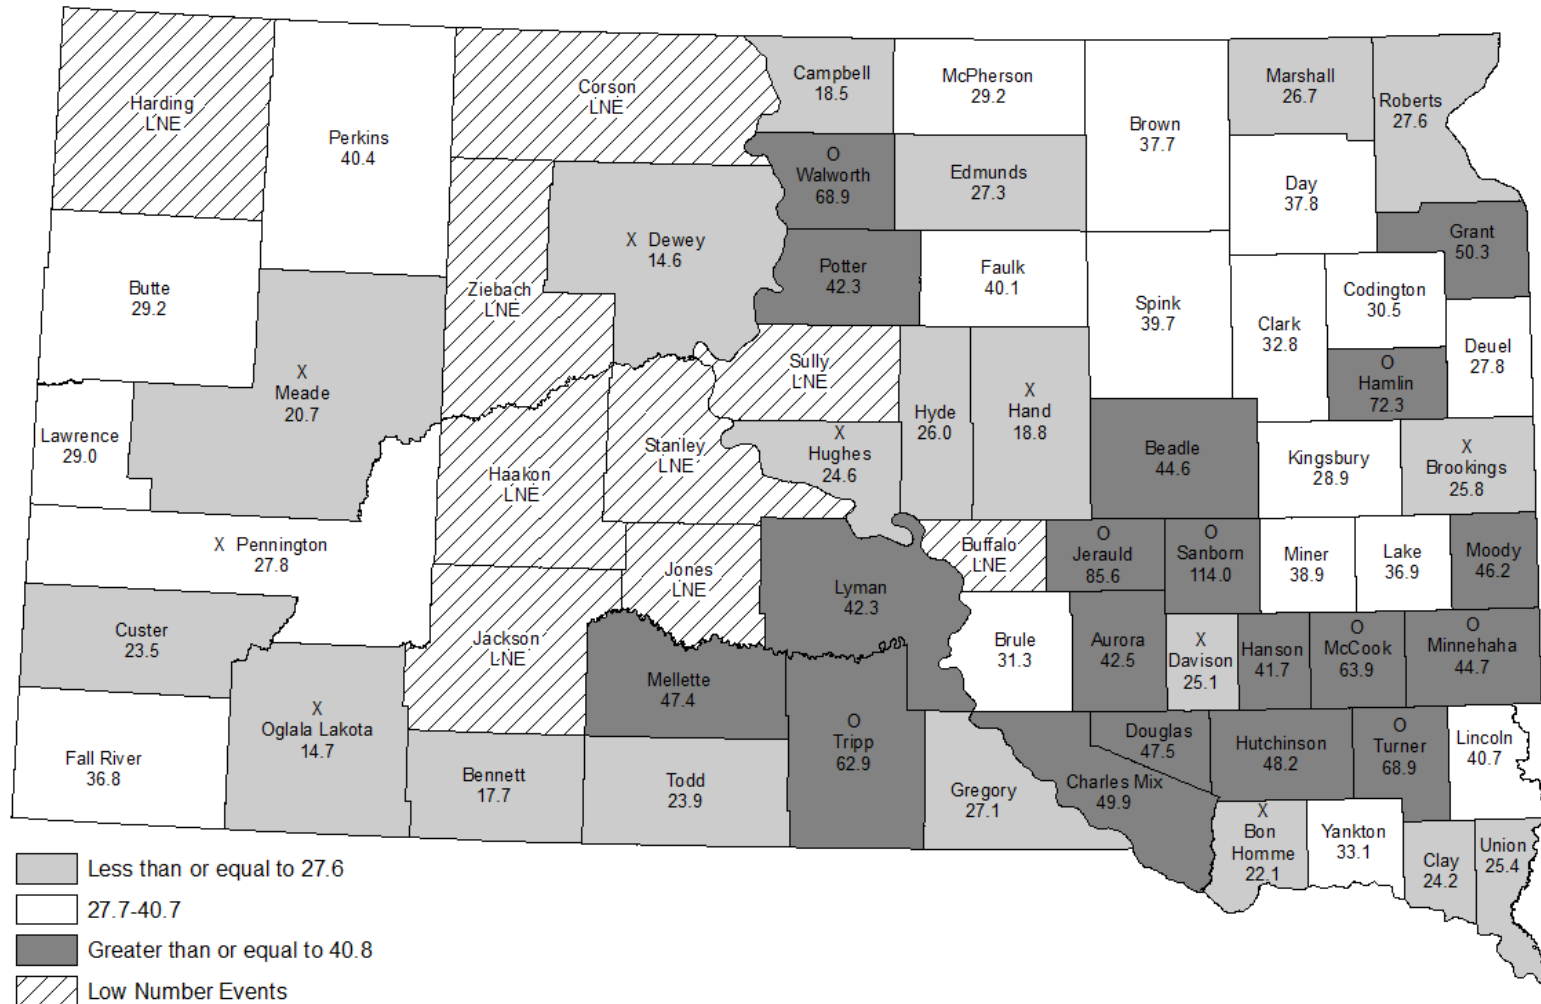 Harding
LNE
Perkins
40.4
Corson
LNE
Campbell
18.5
McPherson
29.2
Brown
37.7
Marshall
26.7
Roberts
27.6
O
Walworth
68.9
Edmunds
27.3
Day
37.8
Grant
50.3
Butte
29.2
X
Meade
20.7
Ziebach
LNE
X Dewey
14.6
Potter
42.3
Faulk
40.1
Spink
39.7
Clark
32.8
Codington
30.5
O
Hamlin
72.3
Deuel
27.8
Lawrence
29.0
Haakon
LNE
Stanley
LNE
Sully
LNE
X
Hughes
24.6
Hyde
26.0
X
Hand
18.8
Beadle
44.6
Kingsbury
28.9
X
Brookings
25.8
X Pennington
27.8
Jones
LNE
Lyman
42.3
Buffalo
LNE
O
Jerauld
85.6
O
Sanborn
114.0
Miner
38.9
Lake
36.9
Moody
46.2
Custer
23.5
Jackson
LNE
Mellette
47.4
Brule
31.3
Aurora
42.5
X
Davison
25.1
Hanson
41.7
O
McCook
63.9
O
Minnehaha
44.7
Fall River
36.8
X
Oglala Lakota
14.7
Bennett
17.7
Todd
23.9
O
Tripp
62.9
Gregory
27.1
Charles Mix
49.9
Douglas
47.5
Hutchinson
48.2
O
Turner
68.9
Lincoln
40.7
X
Bon
Homme
22.1
Yankton
33.1
Clay
24.2
Union
25.4
Less than or equal to 27.6
27.7-40.7
Greater than or equal to 40.8
Low Number Events